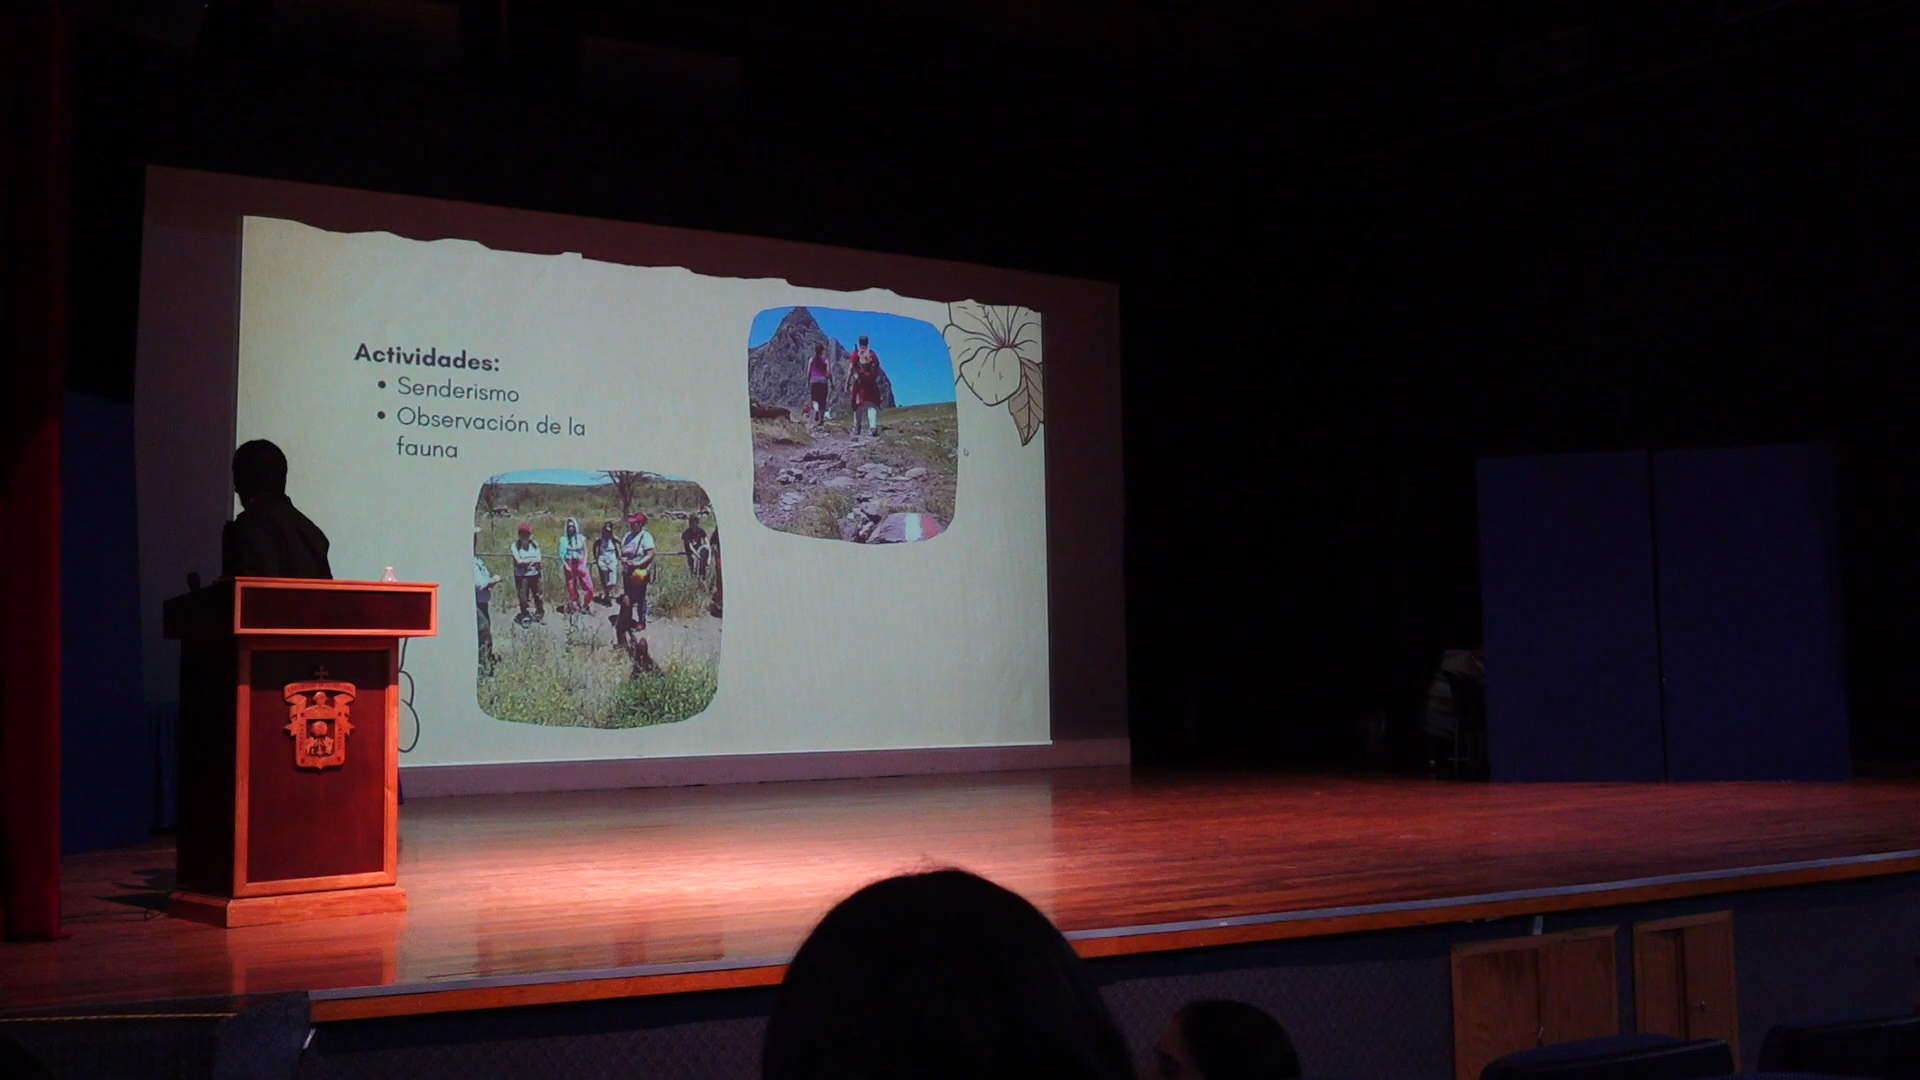 Actividades:
• Senderismo
• Observación de la
fauna